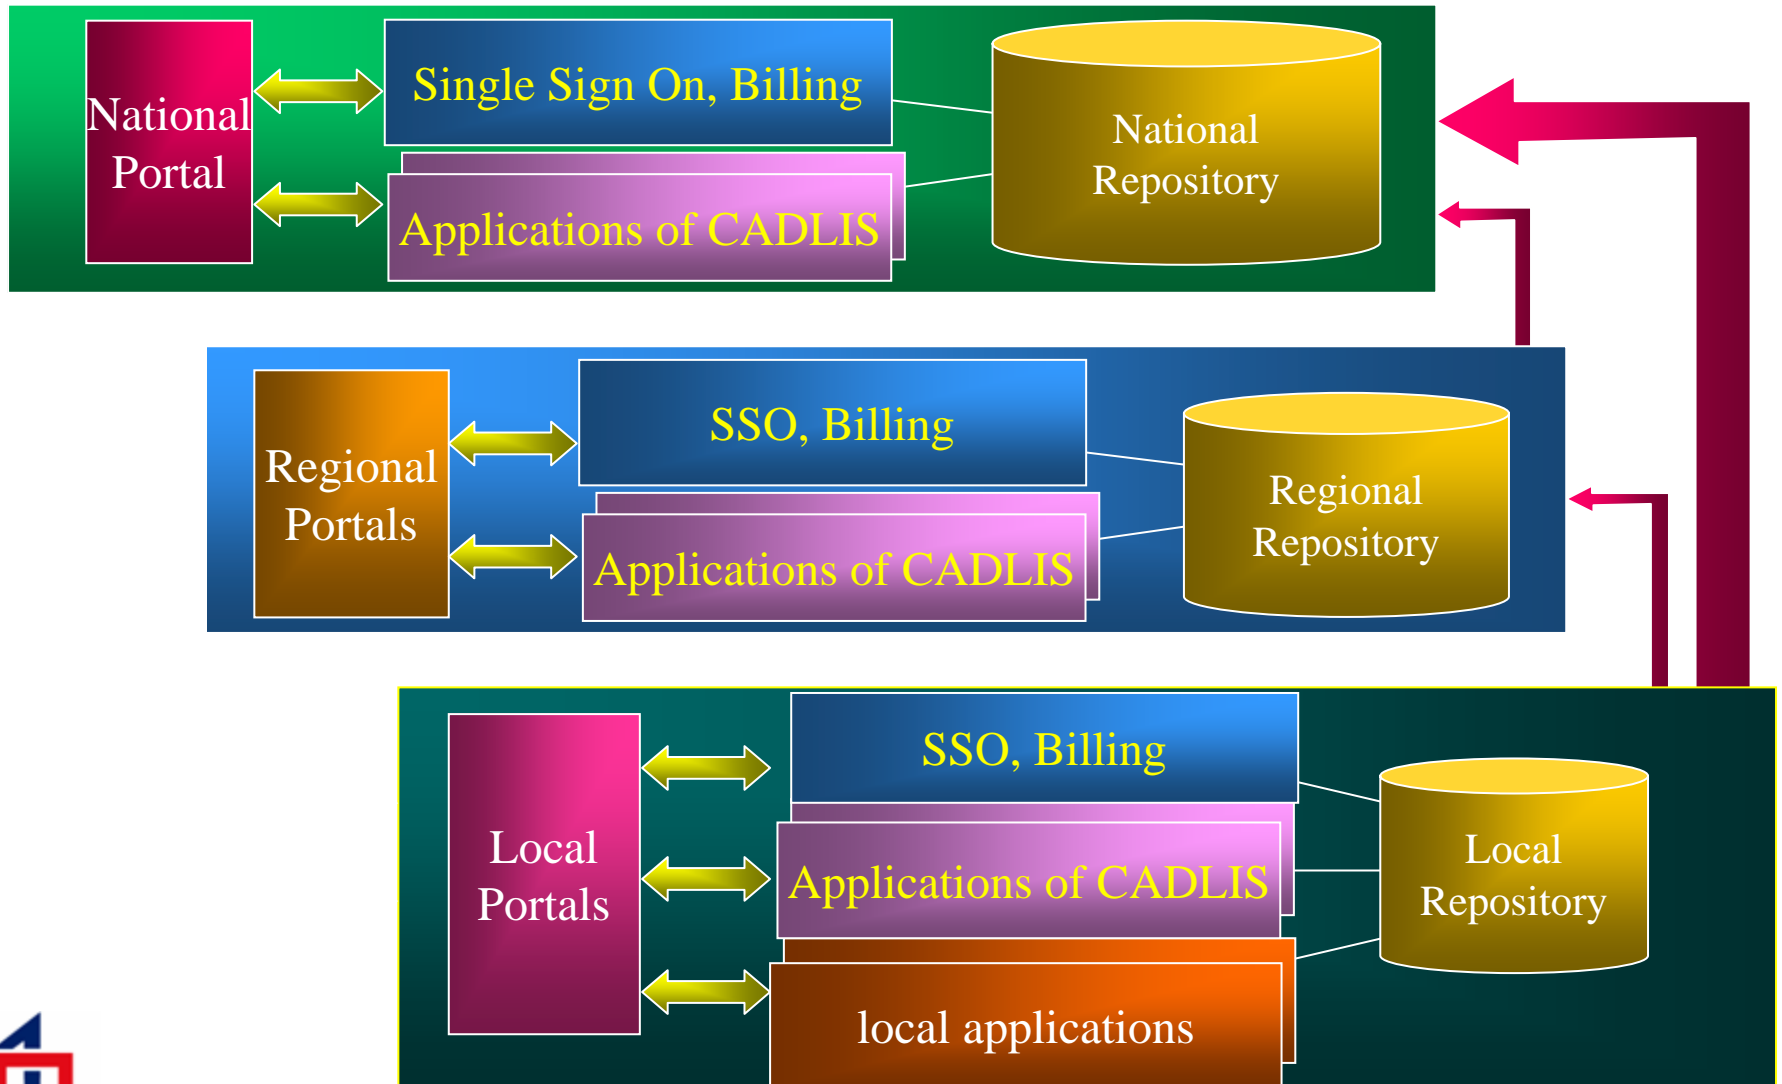 National
Portal
Single Sign On, Billing
Applications of CADLIS
National
Repository
Regional
Portals
SSO, Billing
Applications of CADLIS
Regional
Repository
Local
Portals
SSO, Billing
Applications of CADLIS
local applications
Local
Repository